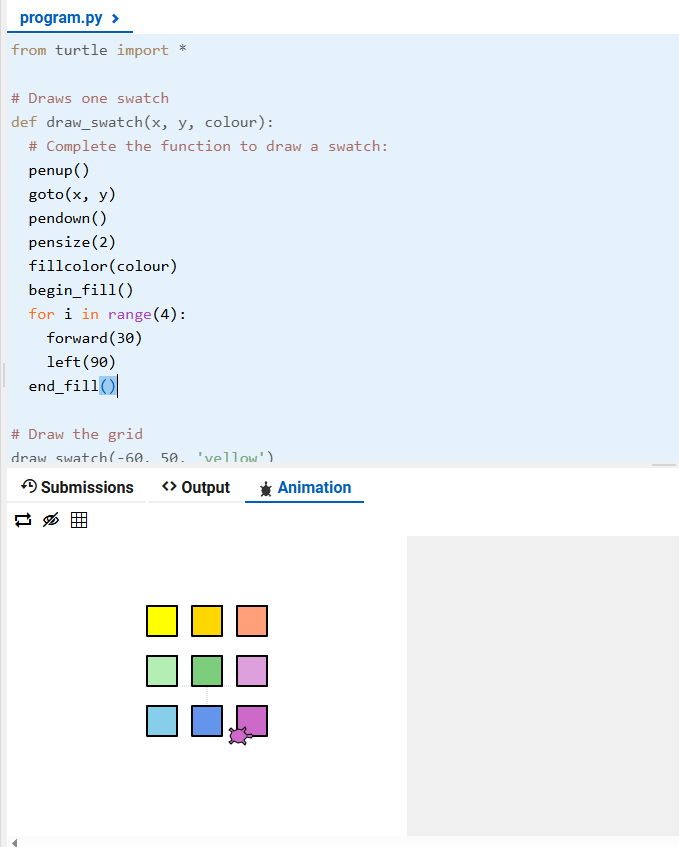 program.py
from turtle import *
# Draws one swatch
def draw_swatch(x, y, colour):
# Complete the function to draw a swatch:
penup()
goto(x, y)
pendown()
pensize(2)
fillcolor(colour)
begin_fill()
for i in range(4):
forward(30)
left(90)
end_fill()
# Draw the grid
draw_swatch(-60, 50, 'yellow')
Submissions
Output
Animation